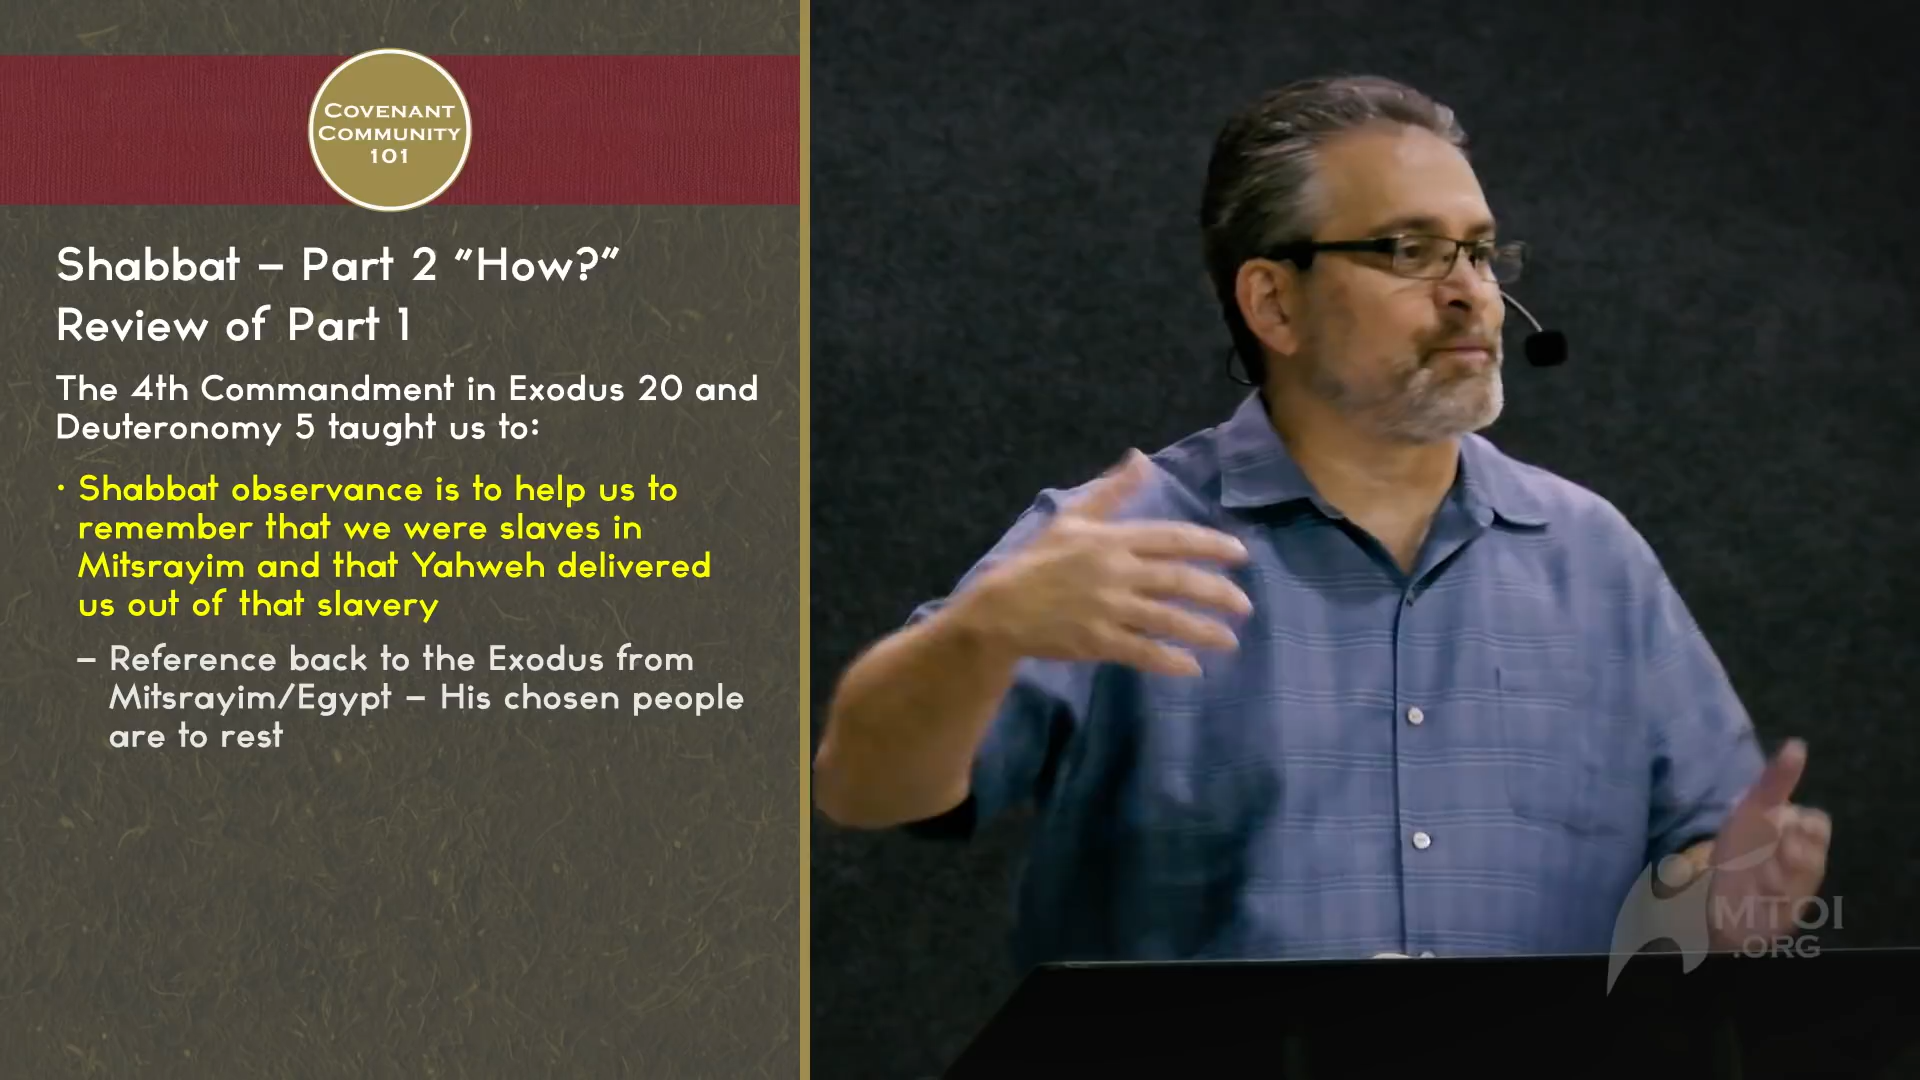 COVENANT
COMMUNITY
101
Shabbat – Part 2 “How?”
Review of Part 1
The 4th Commandment in Exodus 20 and
Deuteronomy 5 taught us to:
· Shabbat observance is to help us to
remember that we were slaves in
Mitsrayim and that Yahweh delivered
us out of that slavery
– Reference back to the Exodus from
Mitsrayim/Egypt – His chosen people
are to rest
MTOI
.ORG